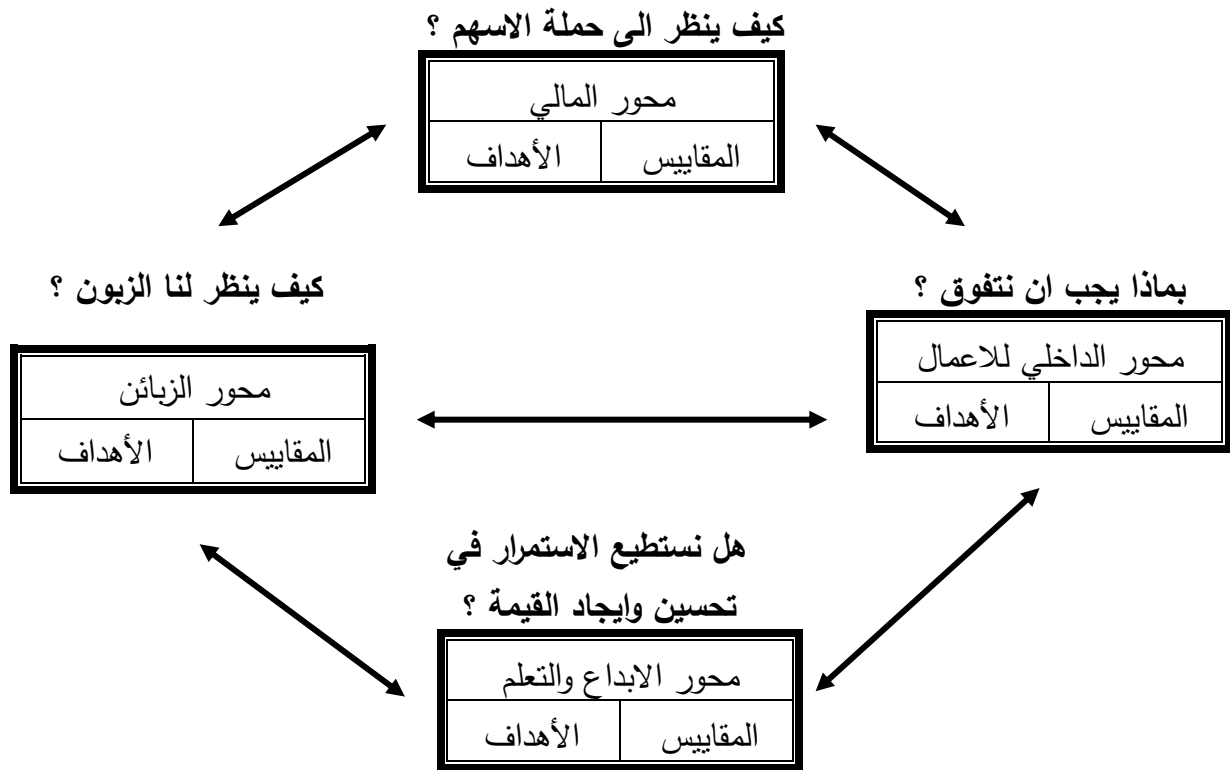 كيف ينظر الى حملة الاسهم ؟
محور المالي
المقاييس الأهداف
بماذا يجب ان نتفوق ؟
محور الداخلي للاعمال
المقاييس الأهداف
كيف ينظر لنا الزبون ؟
محور الزبائن
المقاييس الأهداف
هل نستطيع الاستمرار في
تحسين وايجاد القيمة ؟
محور الابداع والتعلم
المقاييس الأهداف